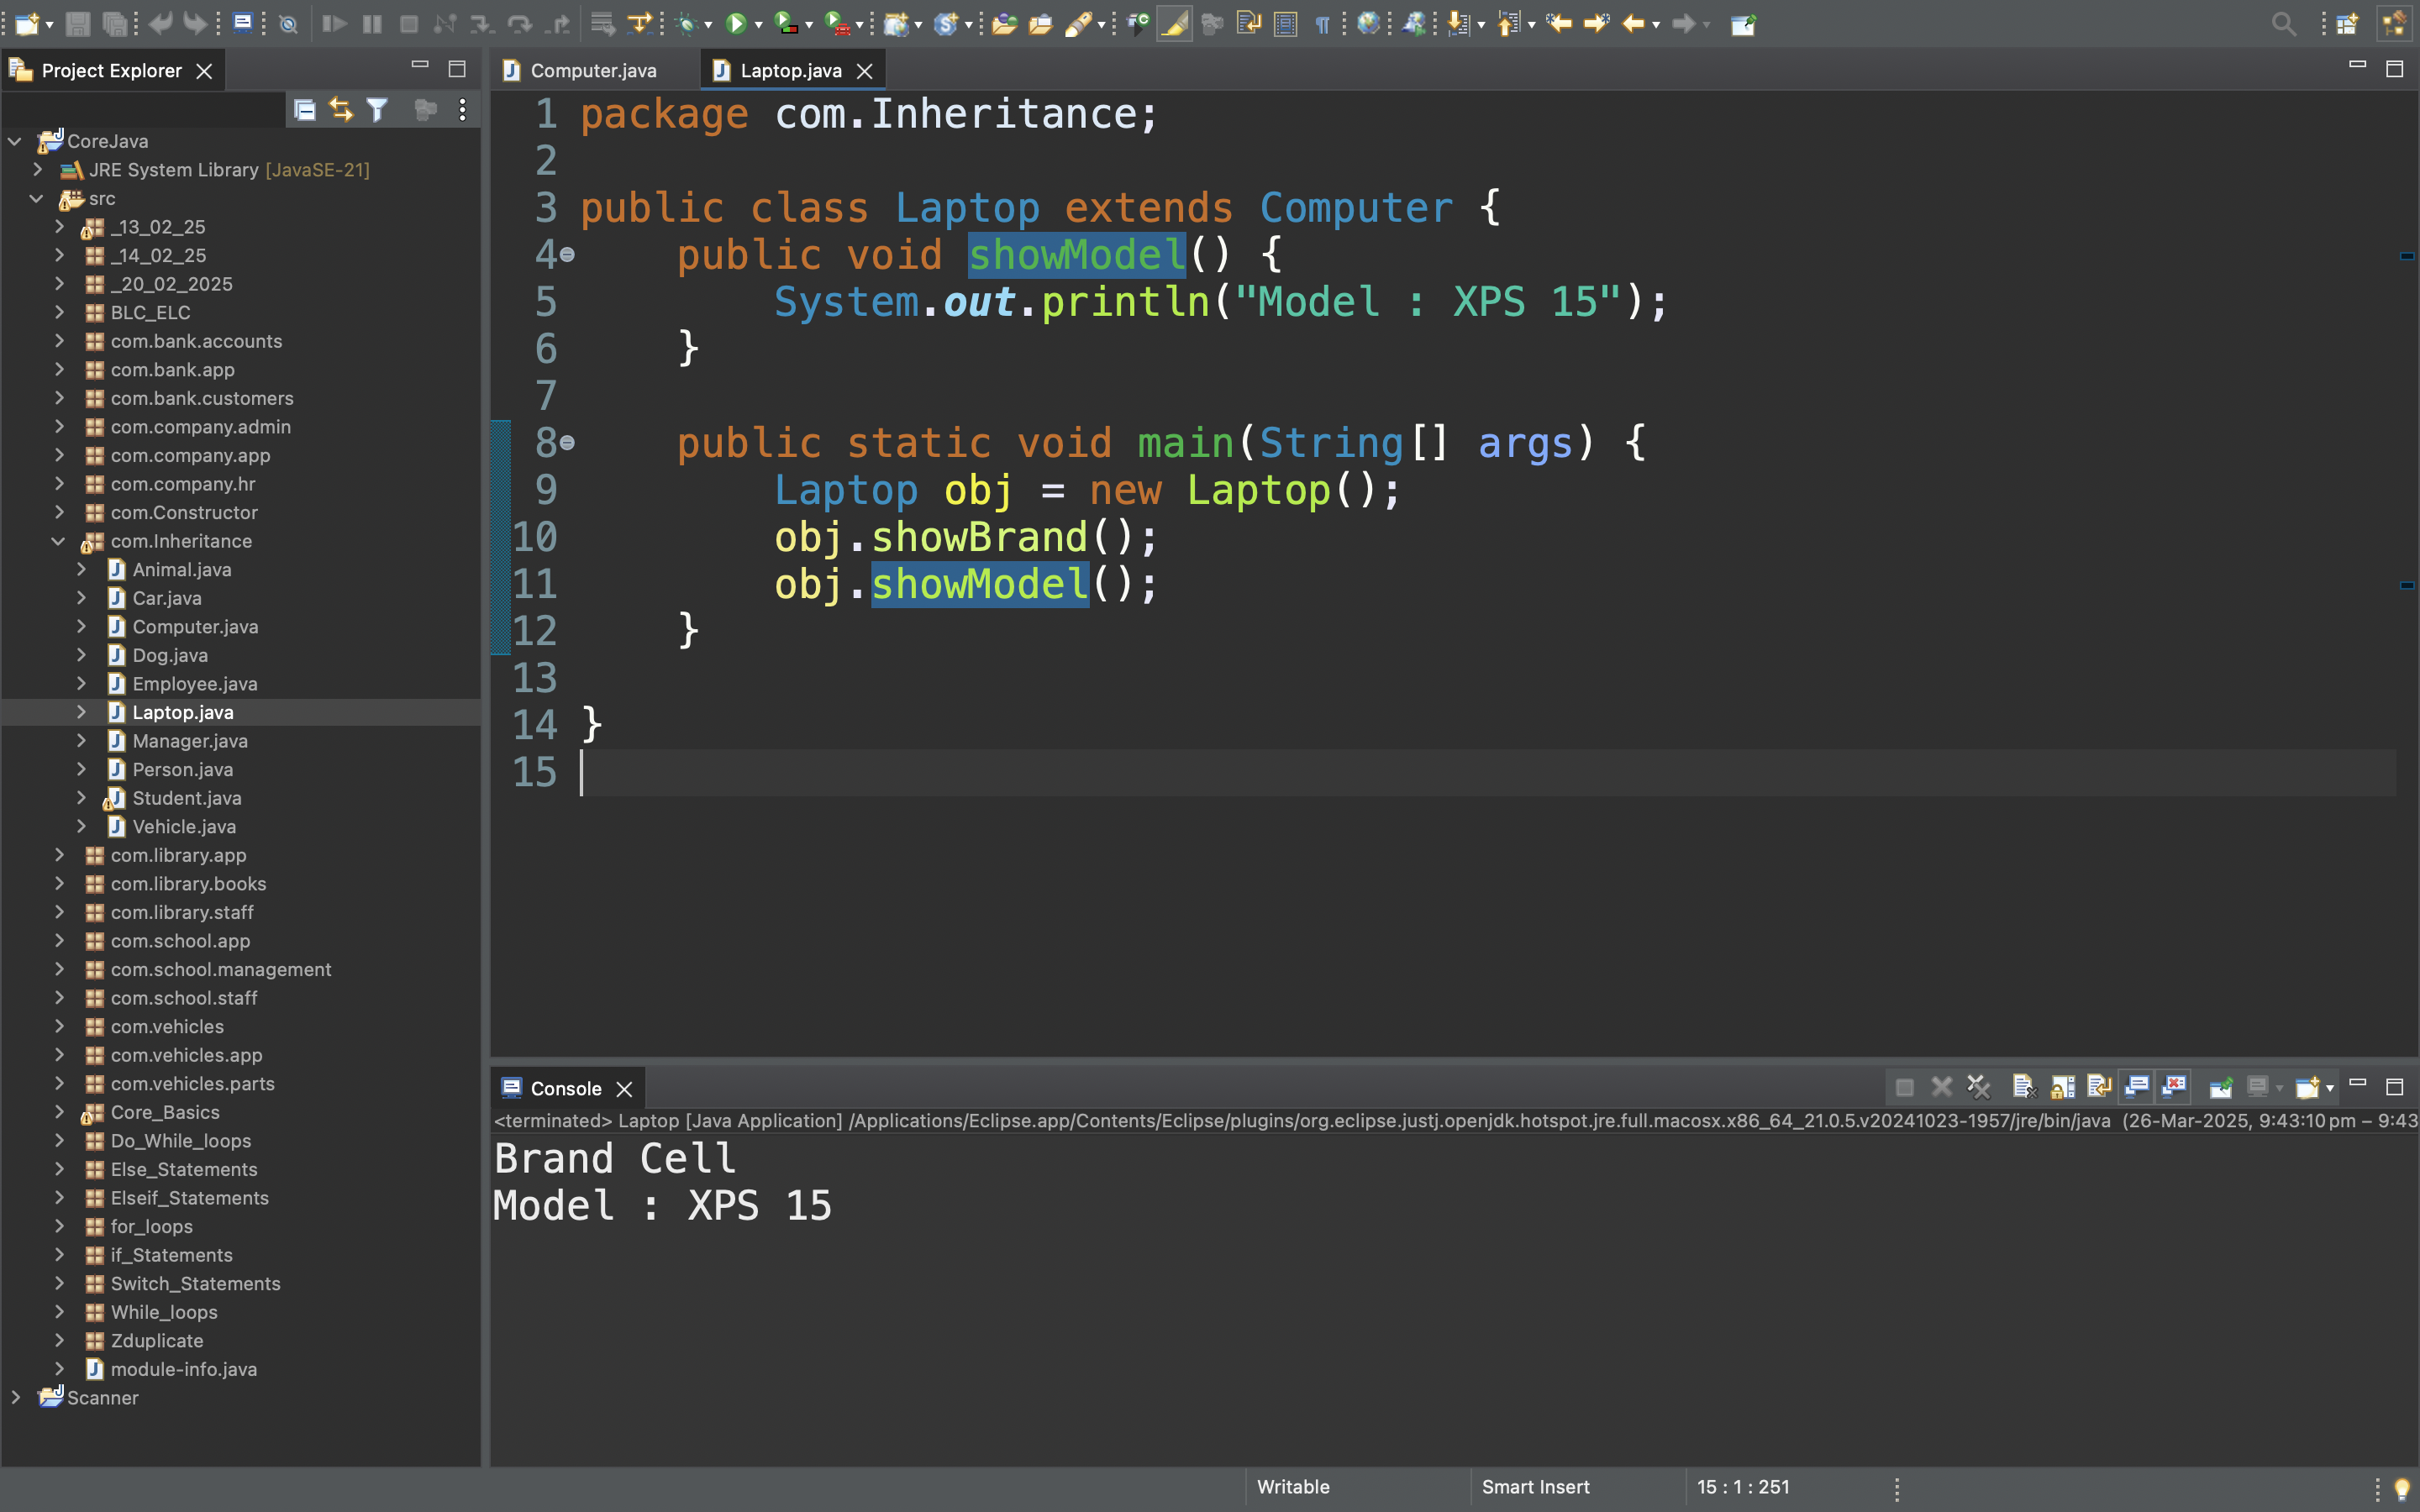 Project Explorer
CoreJava
JRE System Library [JavaSE-21]
src
_13_02_25
_14_02_25
_20_02_2025
BLC_ELC
com.bank.accounts
com.bank.app
com.bank.customers
com.company.admin
com.company.app
com.company.hr
com.Constructor
com.Inheritance
Animal.java
Car.java
Computer.java
Dog.java
Employee.java
Laptop.java
Manager.java
Person.java
Student.java
Vehicle.java
com.library.app
com.library.books
com.library.staff
com.school.app
com.school.management
com.school.staff
com.vehicles
com.vehicles.app
com.vehicles.parts
Core_Basics
Do_While_loops
Else_Statements
Elseif_Statements
for_loops
if_Statements
Switch_Statements
While_loops
Zduplicate
module-info.java
Scanner
Computer.java
Laptop.java
1 package com.Inheritance;
2
3 public class Laptop extends Computer {
4 public void showModel() {
5 System.out.println("Model : XPS 15");
6 }
7
8 public static void main(String[] args) {
9 Laptop obj = new Laptop();
10 obj.showBrand();
11 obj.showModel();
12 }
13
14 }
15
Console
<terminated> Laptop [Java Application] /Applications/Eclipse.app/Contents/Eclipse/plugins/org.eclipse.justj.openjdk.hotspot.jre.full.macosx.x86_64_21.0.5.v20241023-1957/jre/bin/java (26-Mar-2025, 9:43:10 pm – 9:43
Brand Cell
Model : XPS 15
Writable
Smart Insert
15 : 1 : 251